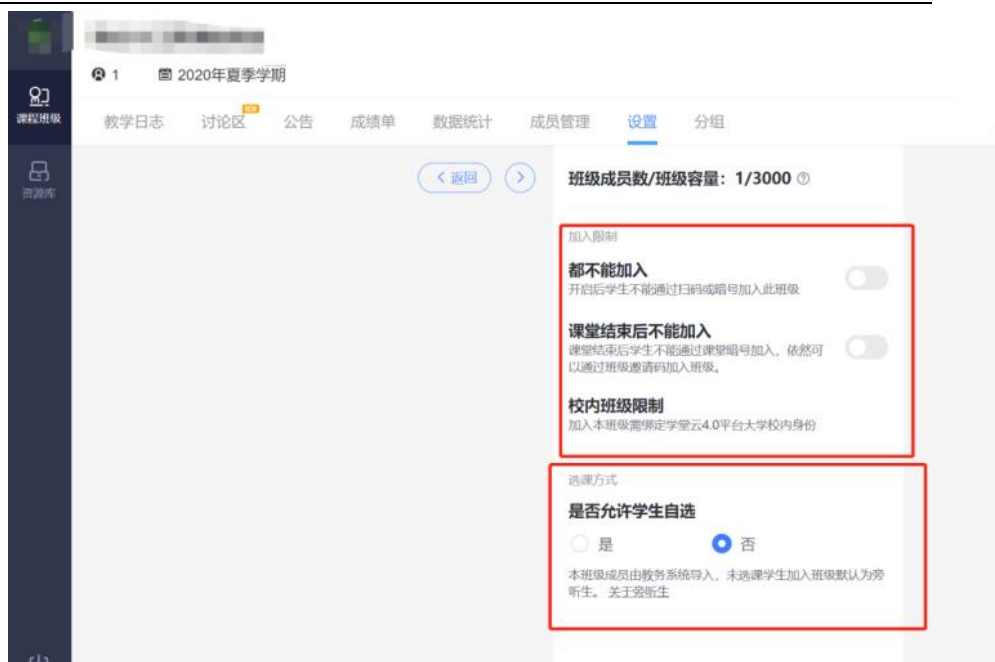 1 2020年夏季学期
课程班级
教学日志 讨论区 公告 成绩单 数据统计 成员管理 设置 分组
资源库
返回
班级成员数/班级容量：1/3000
加入限制
都不能加入
开启后学生不能通过扫码或暗号加入此班级
课堂结束后不能加入
课堂结束后学生不能通过课堂暗号加入，依然可
以通过班级邀请码加入班级。
校内班级限制
加入本班级需绑定学堂云4.0平台大学校内身份
选课方式
是否允许学生自选
是 否
本班级成员由教务系统导入，未选课学生加入班级默认为旁
听生。 关于旁听生